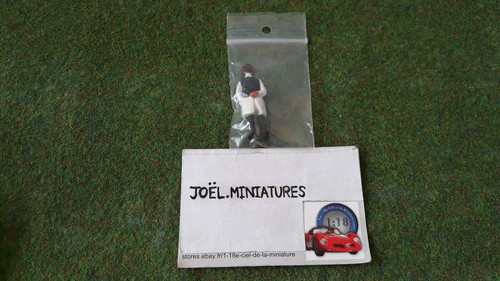 JOËL.MINIATURES
1:18
stores.ebay.fr/1-18e-ciel-de-la-miniature